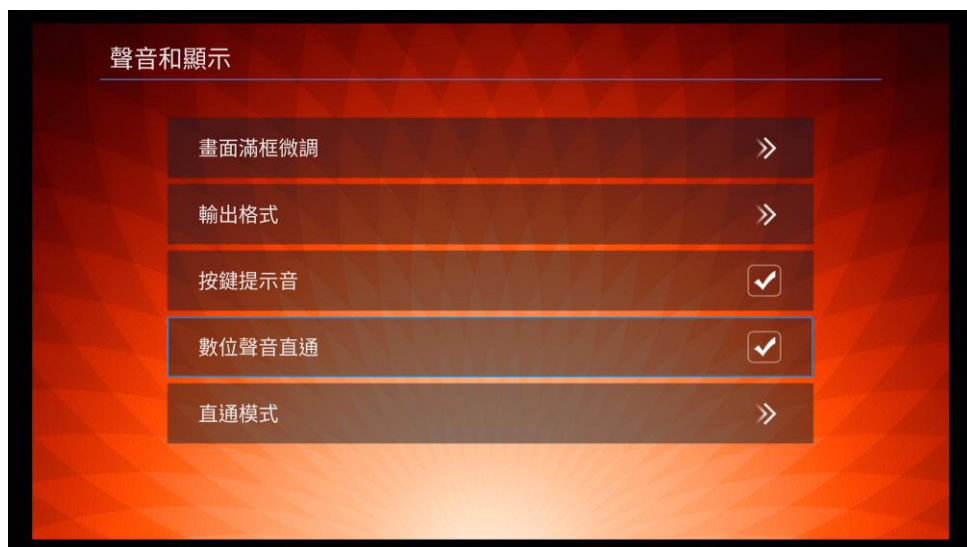 聲音和顯示
畫面滿框微調
輸出格式
按鍵提示音
數位聲音直通
直通模式